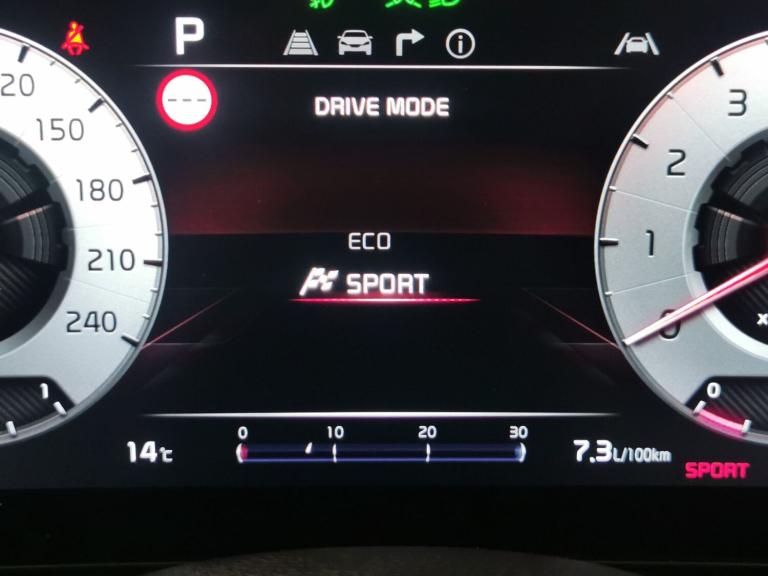 P
---
DRIVE MODE
20
150
180
210
240
1
3
2
1
0
x
ECO
SPORT
0
0 10 20 30
14°C
7.3L/100km
SPORT